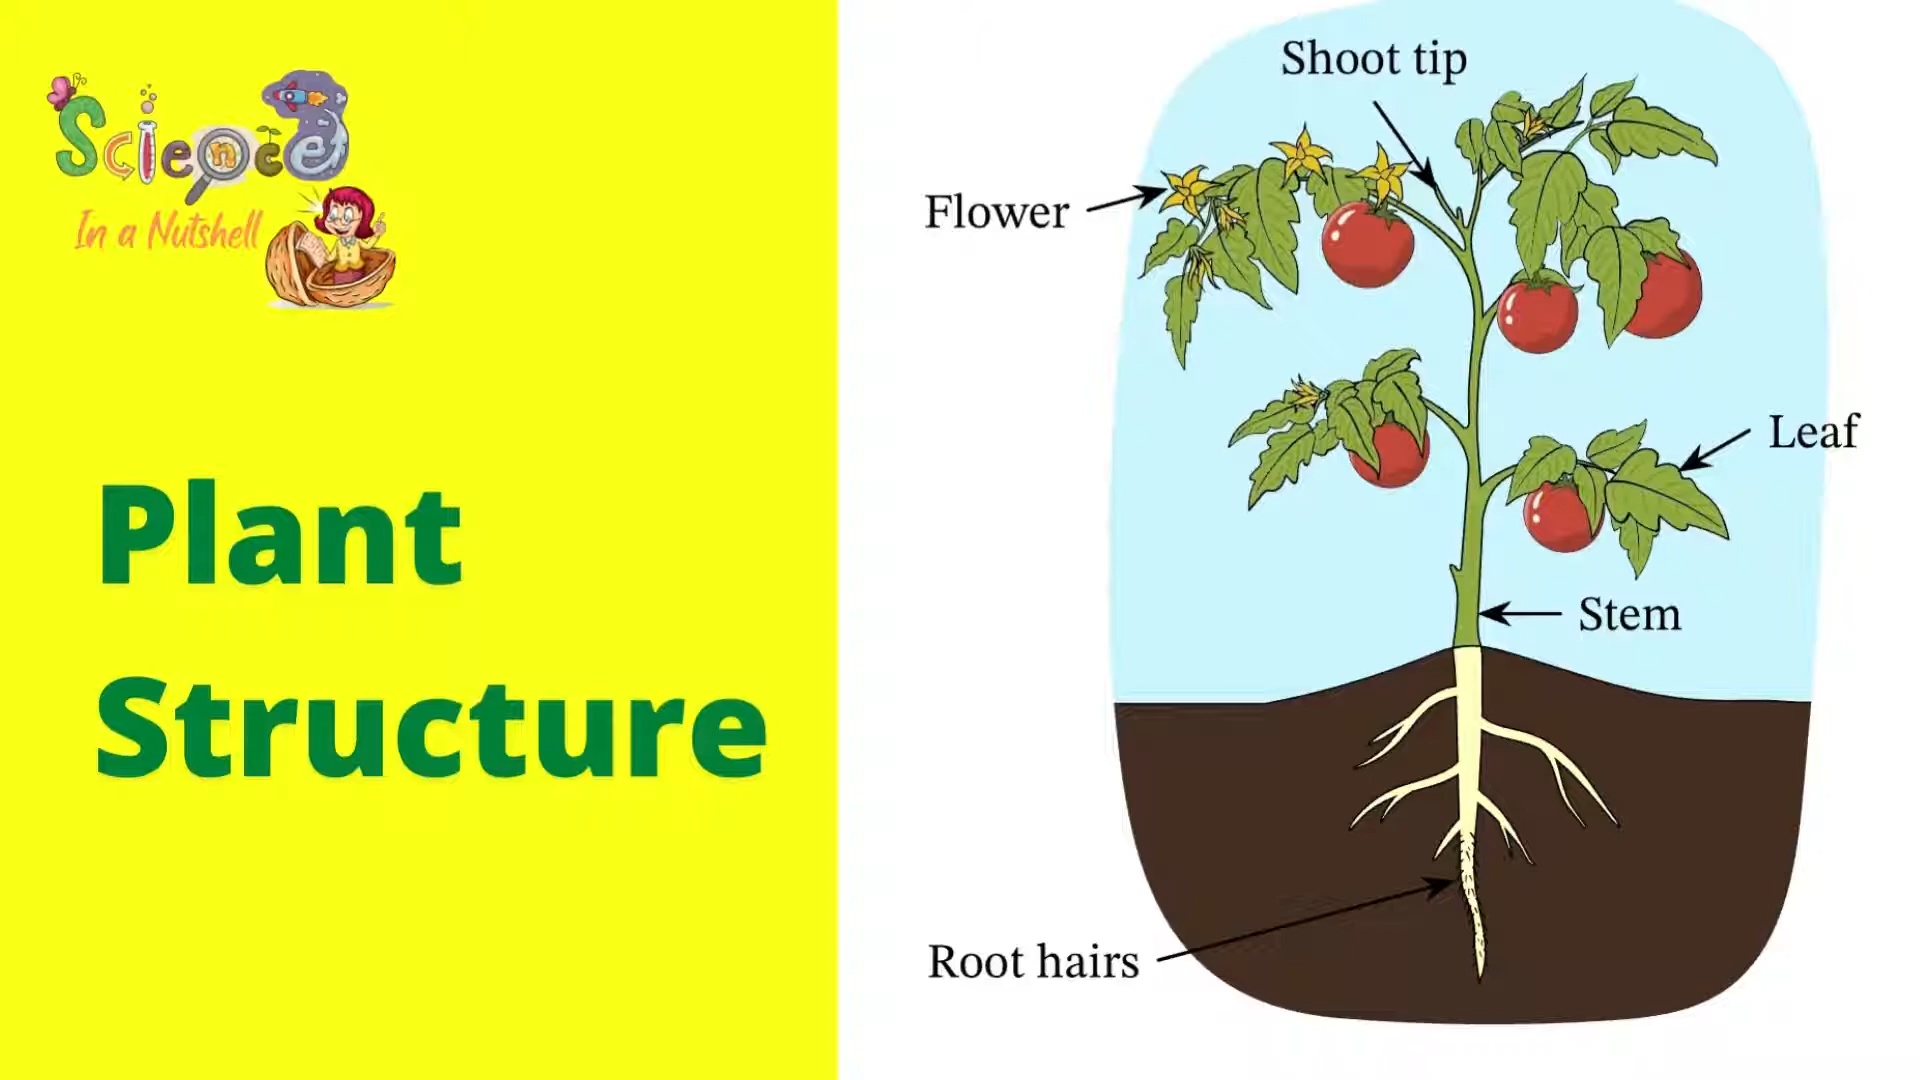 Science
In a Nutshell
Plant
Structure
Shoot tip
Flower
Leaf
Stem
Root hairs